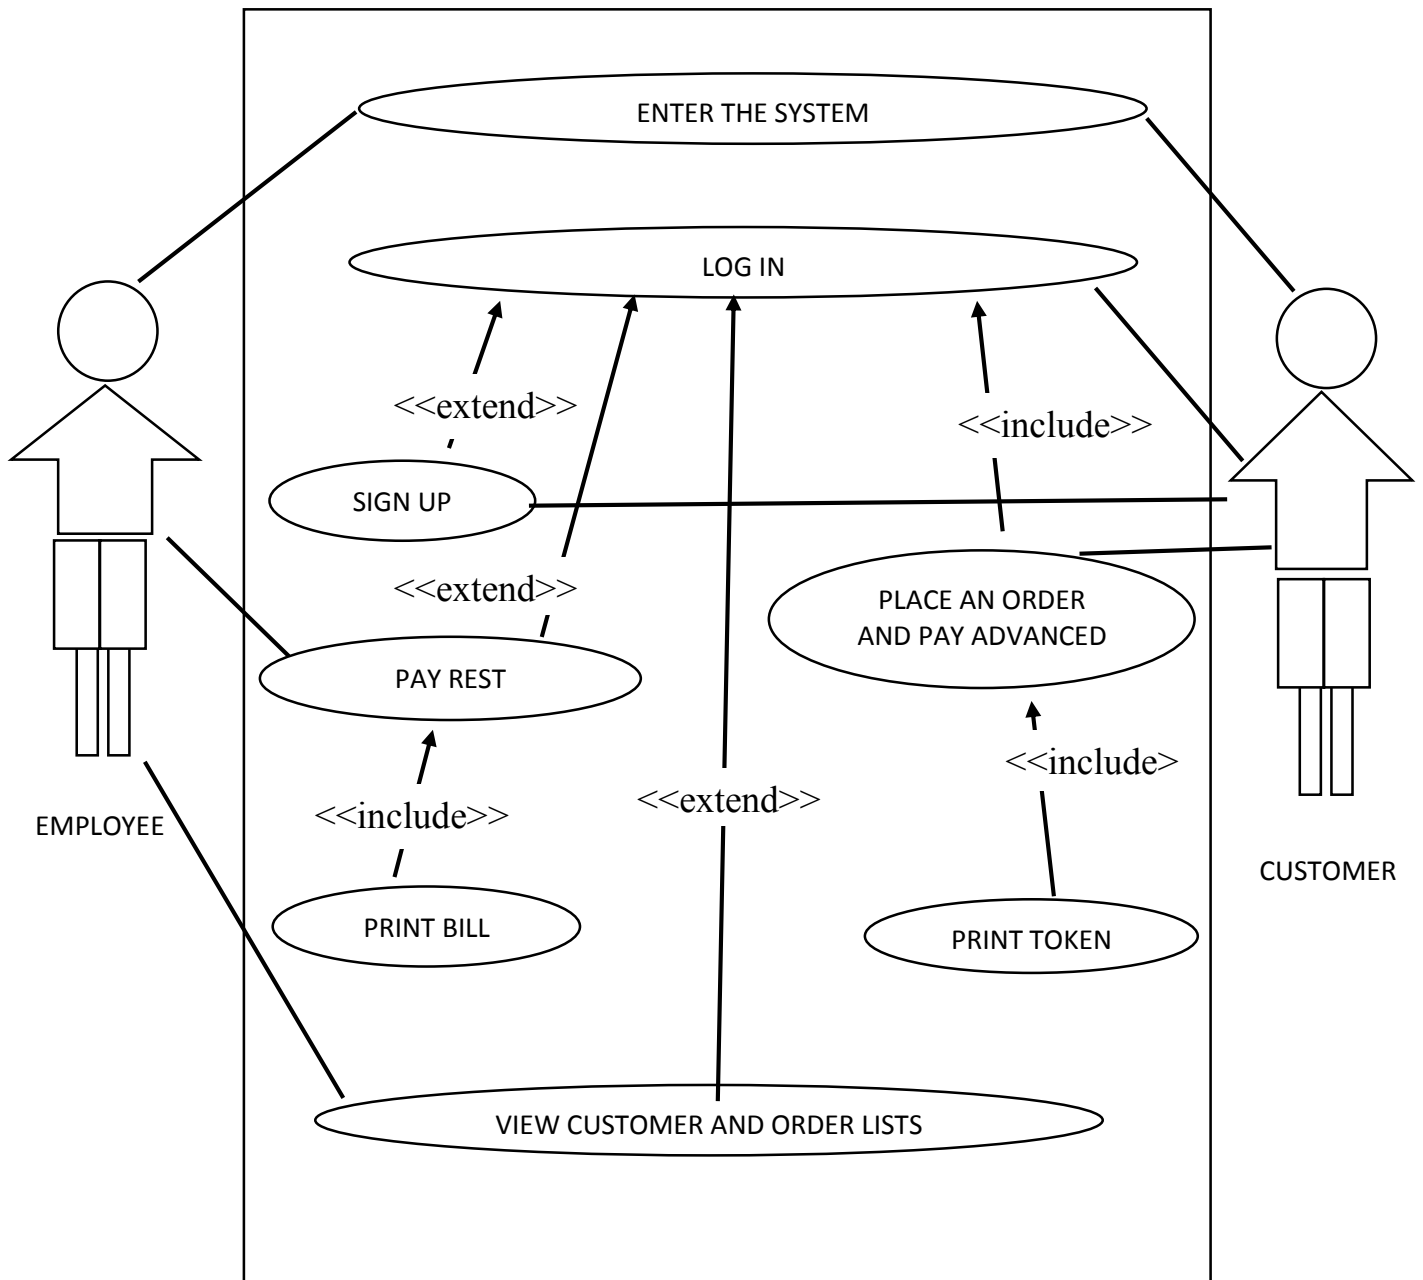 ENTER THE SYSTEM
LOG IN
<<extend>>
<<include>>
SIGN UP
<<extend>>
PLACE AN ORDER
AND PAY ADVANCED
PAY REST
<<include>
<<extend>>
<<include>>
EMPLOYEE
CUSTOMER
PRINT BILL
PRINT TOKEN
VIEW CUSTOMER AND ORDER LISTS